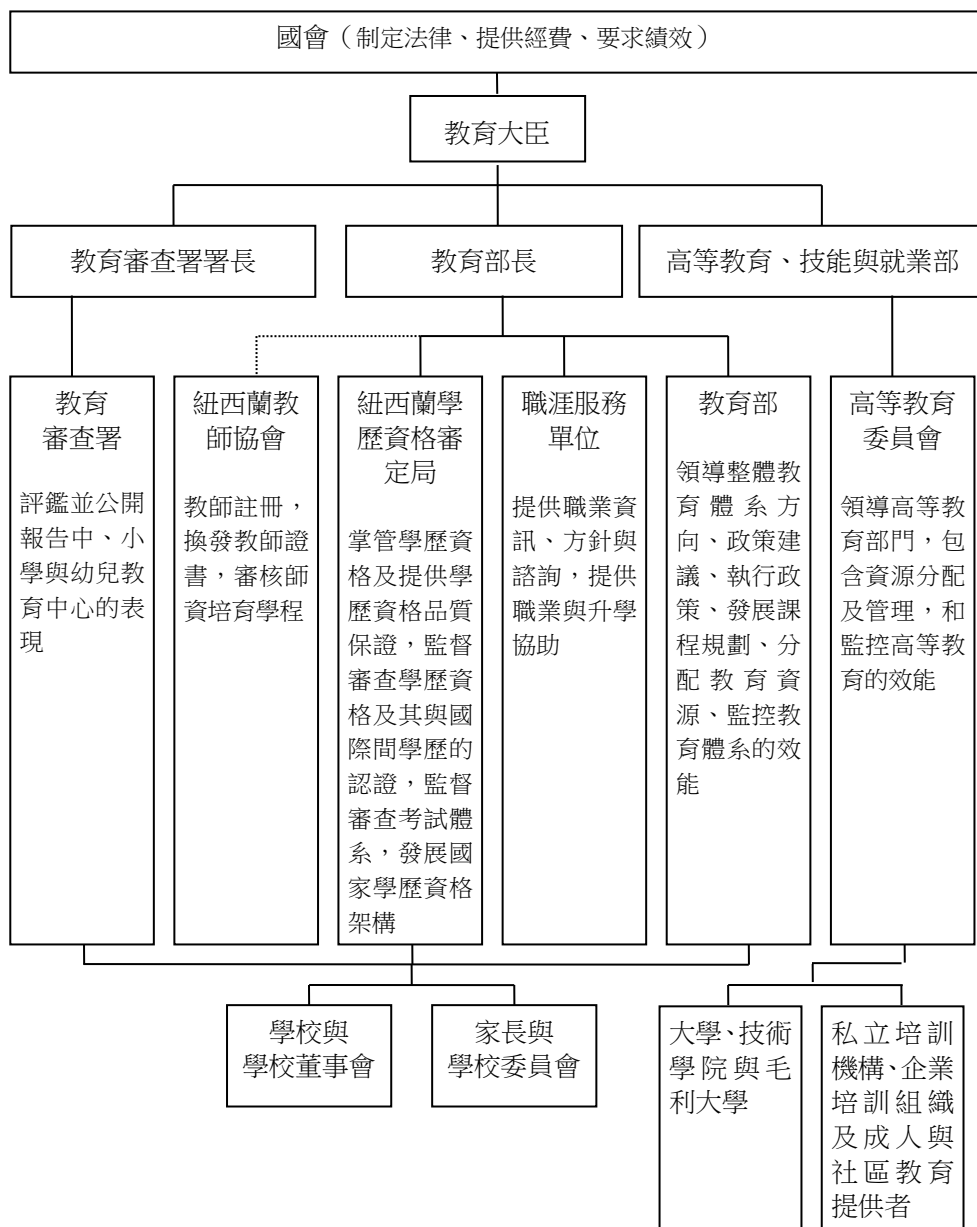 國會（制定法律、提供經費、要求績效）
教育大臣
教育審查署署長
教育部長
高等教育、技能與就業部
教育
審查署
評鑑並公開
報告中、小
學與幼兒教
育中心的表
現
紐西蘭教
師協會
教師註冊，
換發教師證
書，審核師
資培育學程
紐西蘭學
歷資格審
定局
掌管學歷資
格及提供學
歷資格品質
保證，監督
審查學歷資
格及其與國
際間學歷的
認證，監督
審查考試體
系，發展國
家學歷資格
架構
職涯服務
單位
提供職業資
訊、方針與
諮詢，提供
職業與升學
協助
教育部
領導整體教
育體系方
向、政策建
議、執行政
策、發展課
程規劃、分
配教育資
源、監控教
育體系的效
能
高等教育
委員會
領導高等教
育部門，包
含資源分配
及管理，和
監控高等教
育的效能
學校與
學校董事會
家長與
學校委員會
大學、技術
學院與毛
利大學
私立培訓
機構、企業
培訓組織
及成人與
社區教育
提供者